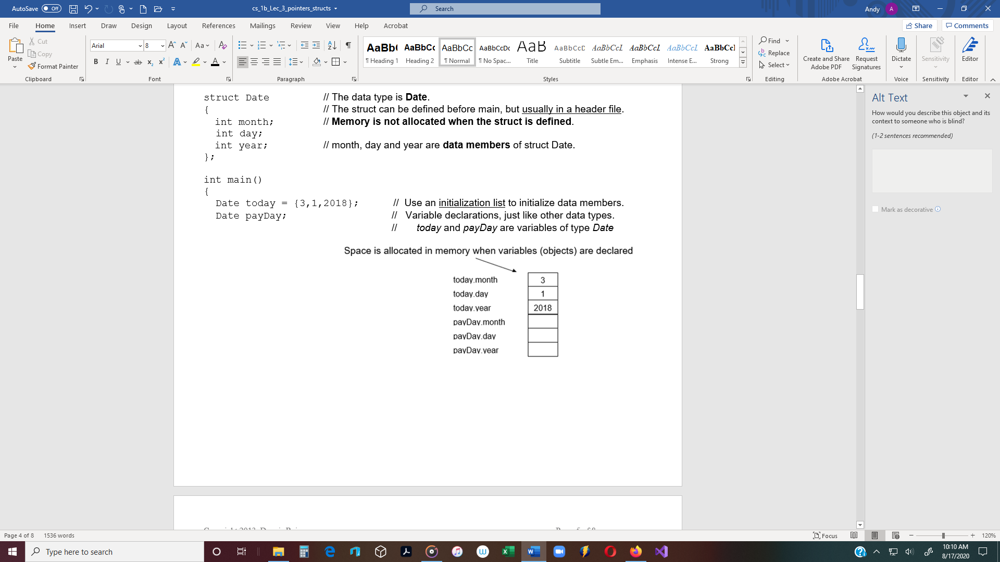 AutoSave Off cs_1b_Lec_3_pointers_structs Search Andy A
File Home Insert Draw Design Layout References Mailings Review View Help Acrobat Share Comments
Paste Cut Copy Format Painter
Arial 8 Aa
B I U ab x₂ x² A A
AaBb( AaBbCc AaBbCc AaBbCcDc AaB AaBbCcD AaBbCcL AaBbCcL AaBbCcL AaBbCcl
¶ Heading 1 Heading 2 ¶ Normal ¶ No Spac... Title Subtitle Subtle Em... Emphasis Intense E... Strong
Find Replace Select
Create and Share Adobe PDF Request Signatures Dictate Sensitivity Editor
Clipboard Font Paragraph Styles Editing Adobe Acrobat Voice Sensitivity Editor
struct Date // The data type is Date.
{ // The struct can be defined before main, but usually in a header file.
int month; // Memory is not allocated when the struct is defined.
int day;
int year; // month, day and year are data members of struct Date.
};
int main()
{
Date today = {3,1,2018}; // Use an initialization list to initialize data members.
Date payDay; // Variable declarations, just like other data types.
// today and payDay are variables of type Date
Space is allocated in memory when variables (objects) are declared
today.month 3
today.day 1
today.year 2018
payDay.month
payDay.day
payDay.year
Alt Text
How would you describe this object and its
context to someone who is blind?
(1-2 sentences recommended)
Mark as decorative
Page 4 of 8 1536 words Focus 120%
Type here to search
10:10 AM
8/17/2020